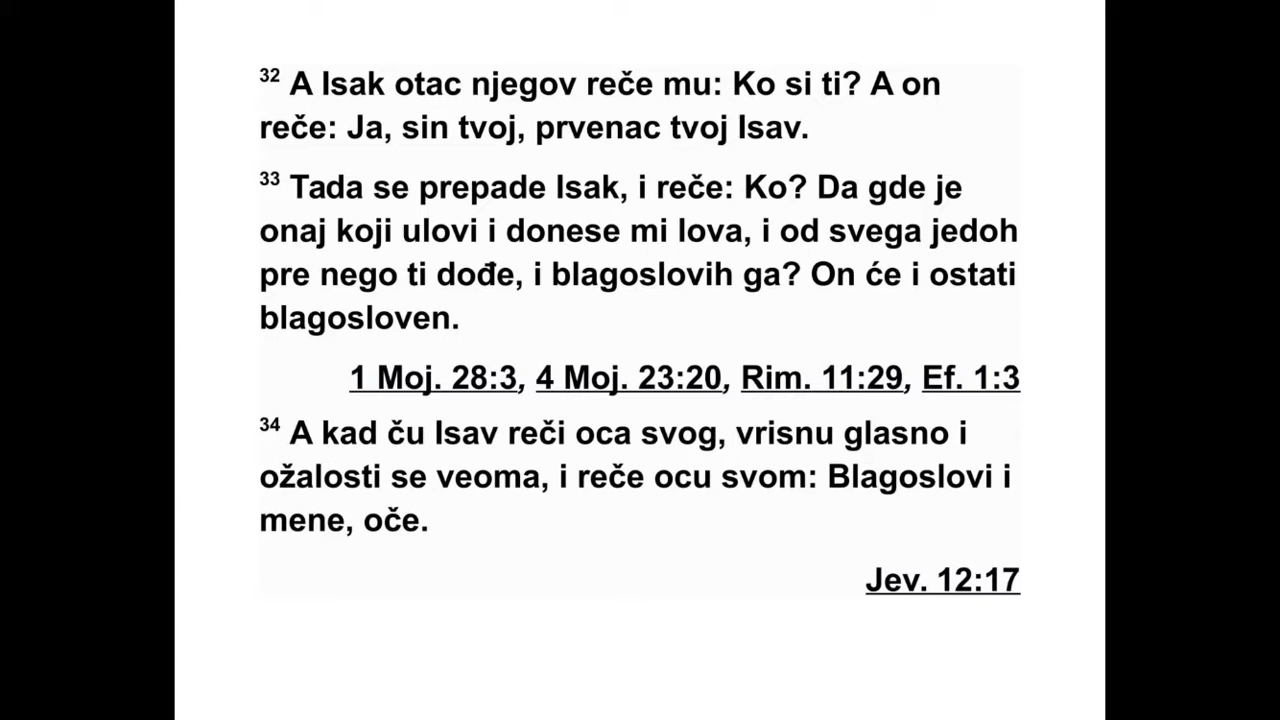 32 A Isak otac njegov reče mu: Ko si ti? A on
reče: Ja, sin tvoj, prvenac tvoj Isav.
33 Tada se prepade Isak, i reče: Ko? Da gde je
onaj koji ulovi i donese mi lova, i od svega jedoh
pre nego ti dođe, i blagoslovih ga? On će i ostati
blagosloven.
1 Moj. 28:3, 4 Moj. 23:20, Rim. 11:29, Ef. 1:3
34 A kad ču Isav reči oca svog, vrisnu glasno i
ožalosti se veoma, i reče ocu svom: Blagoslovi i
mene, oče.
Jev. 12:17